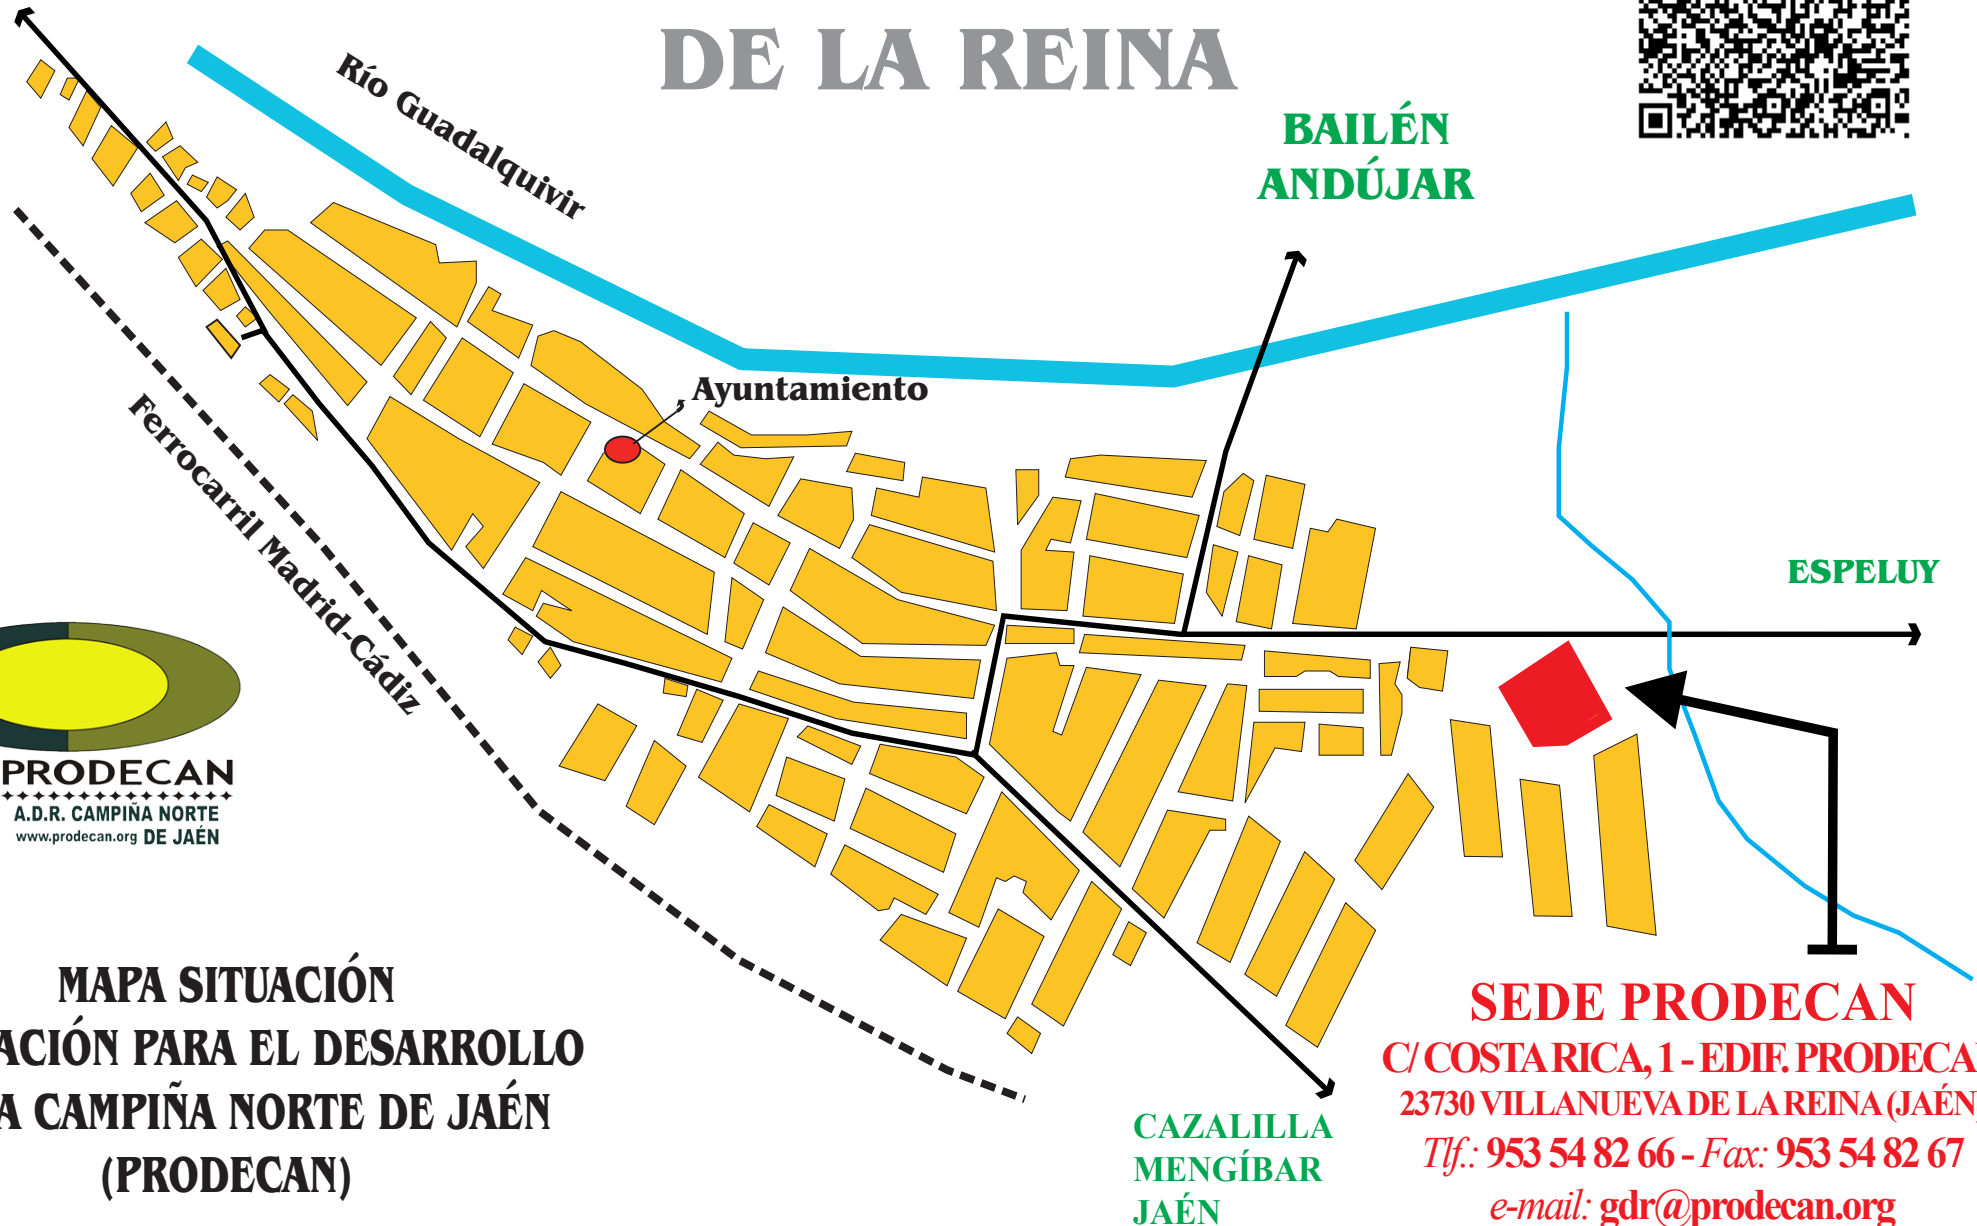 DE LA REINA
Río Guadalquivir
BAILÉN
ANDÚJAR
Ayuntamiento
Ferrocarril Madrid-Cádiz
ESPELUY
PRODECAN
A.D.R. CAMPIÑA NORTE
www.prodecan.org DE JAÉN
MAPA SITUACIÓN
ACIÓN PARA EL DESARROLLO
A CAMPIÑA NORTE DE JAÉN
(PRODECAN)
CAZALILLA
MENGÍBAR
JAÉN
SEDE PRODECAN
C/ COSTA RICA, 1 - EDIF. PRODECA
23730 VILLANUEVA DE LA REINA (JAÉN
Tlf.: 953 54 82 66 - Fax: 953 54 82 67
e-mail: gdr@prodecan.org